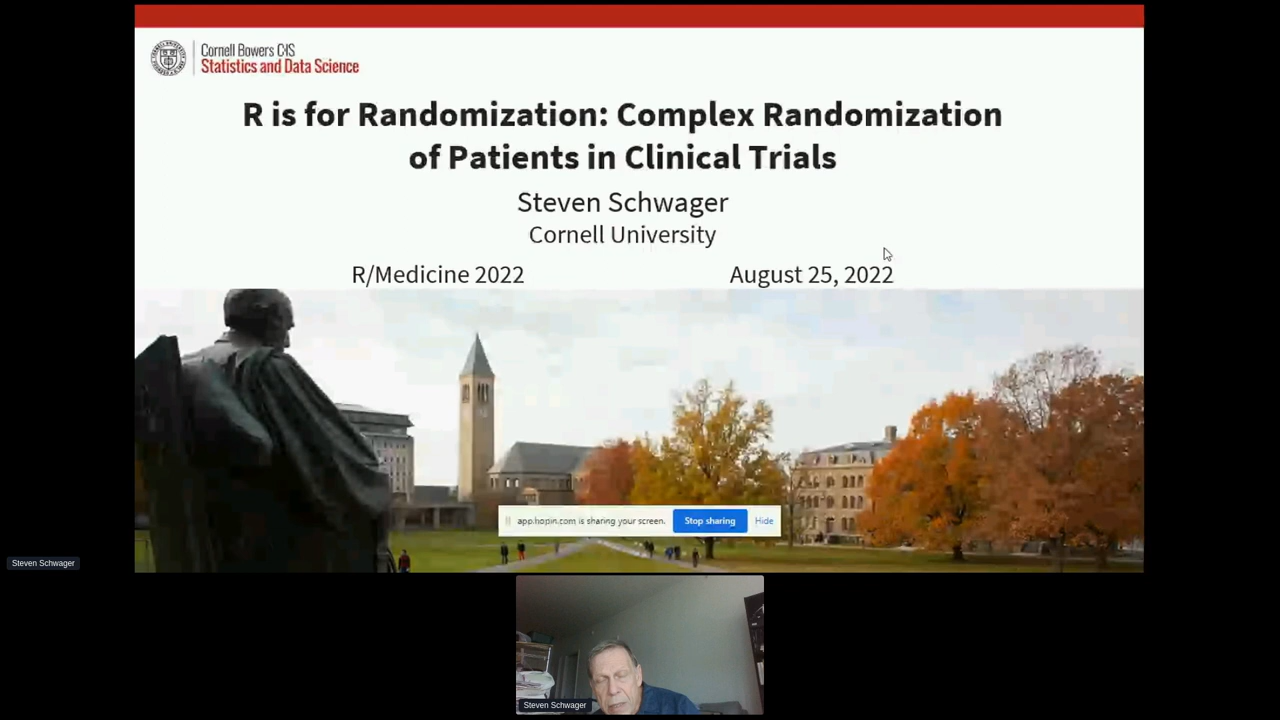 Cornell Bowers CIS
Statistics and Data Science
R is for Randomization: Complex Randomization
of Patients in Clinical Trials
Steven Schwager
Cornell University
R/Medicine 2022 August 25, 2022
app.hopin.com is sharing your screen. Stop sharing Hide
Steven Schwager
Steven Schwager